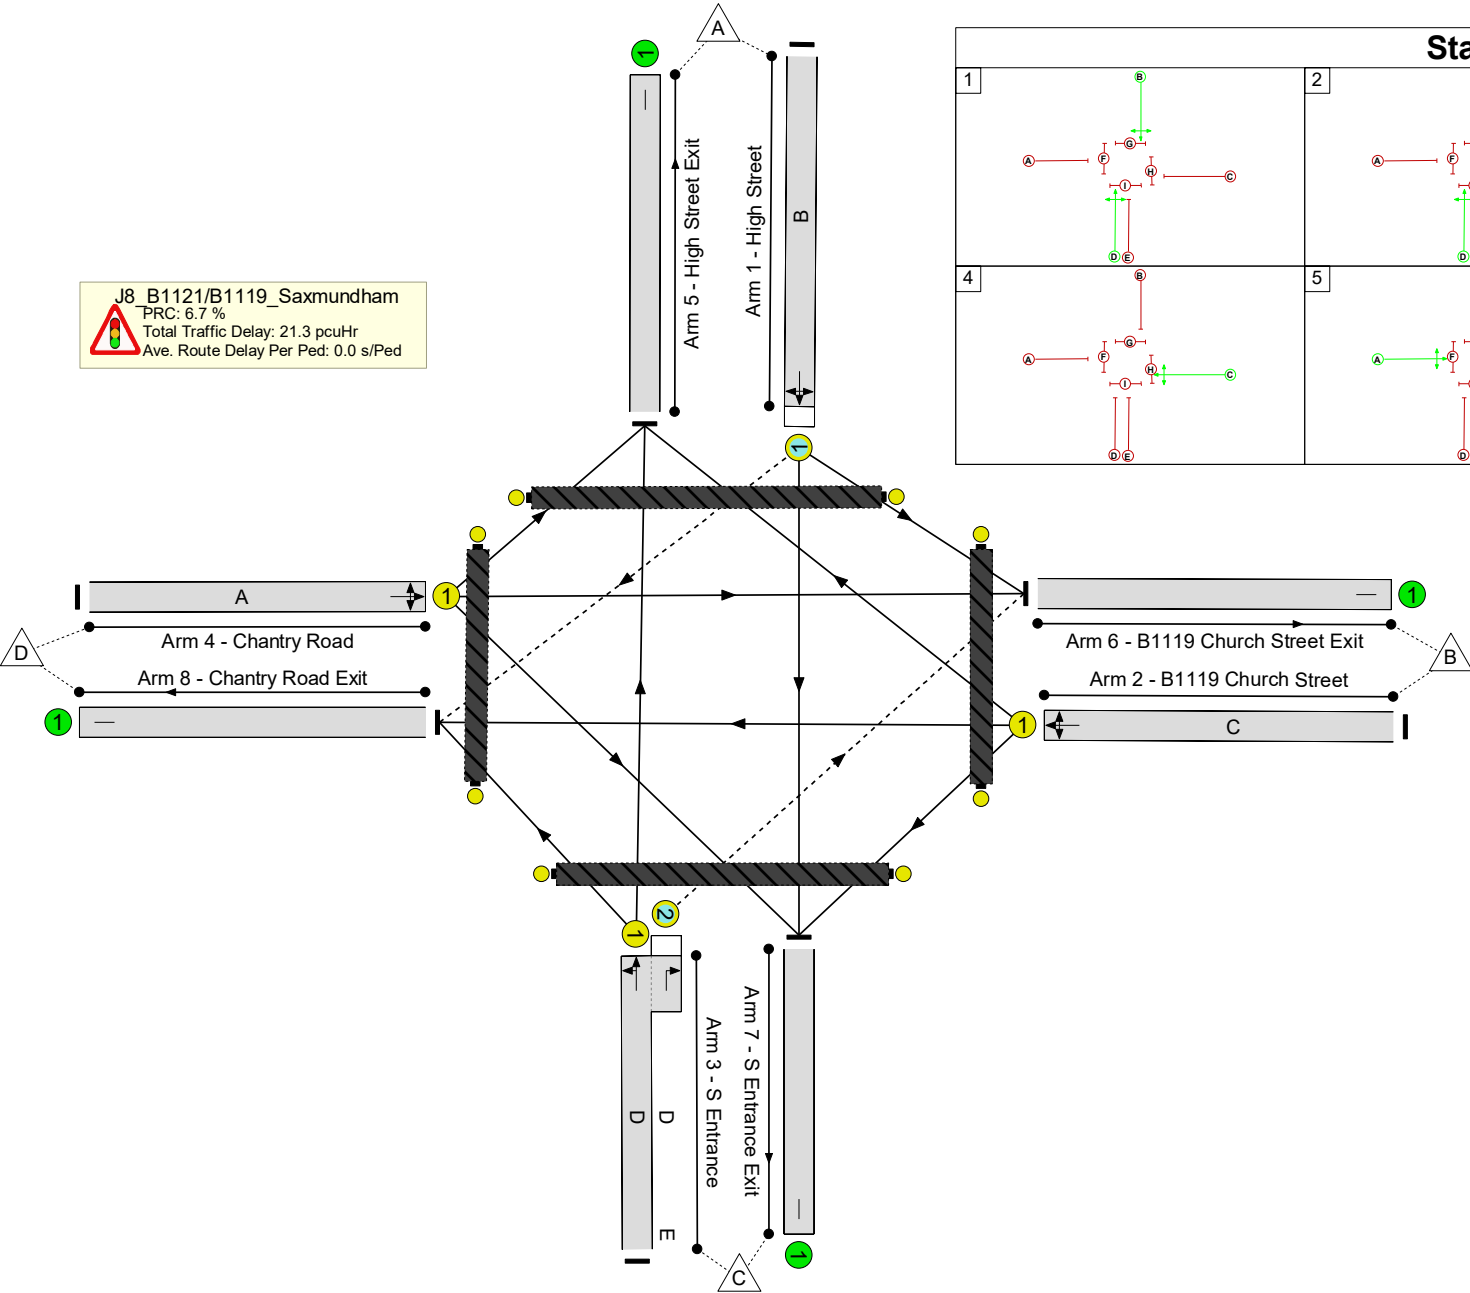 A
1
Arm 5 - High Street Exit
Arm 1 - High Street
B
J8_B1121/B1119_Saxmundham
PRC: 6.7 %
Total Traffic Delay: 21.3 pcuHr
Ave. Route Delay Per Ped: 0.0 s/Ped
Sta
1
B
A
F
G
H
C
I
D
E
2
A
F
D
4
B
A
F
G
H
C
I
D
E
5
A
F
D
1
A
1
Arm 4 - Chantry Road
D
Arm 8 - Chantry Road Exit
1
1
Arm 6 - B1119 Church Street Exit
B
Arm 2 - B1119 Church Street
1
C
1
2
D
D
E
Arm 3 - S Entrance
Arm 7 - S Entrance Exit
1
C